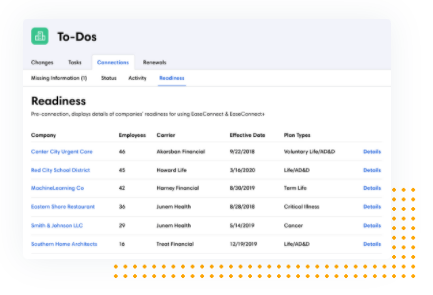 To-Dos
Changes Tasks Connections Renewals
Missing Information (1) Status Activity Readiness
Readiness
Pre-connection, displays details of companies' readiness for using EaseConnect & EaseConnect+
Company Employees Carrier Effective Date Plan Types
Center City Urgent Care 46 Akarsban Financial 9/22/2018 Voluntary Life/AD&D Details
Red City School District 45 Howard Life 3/16/2020 Life/AD&D Details
MachineLearning Co 42 Harney Financial 8/30/2019 Term Life Details
Eastern Shore Restaurant 36 Junem Health 8/28/2018 Critical Illness Details
Smith & Johnson LLC 29 Junem Health 5/14/2019 Cancer Details
Southern Home Architects 16 Treat Financial 12/19/2019 Life/AD&D Details